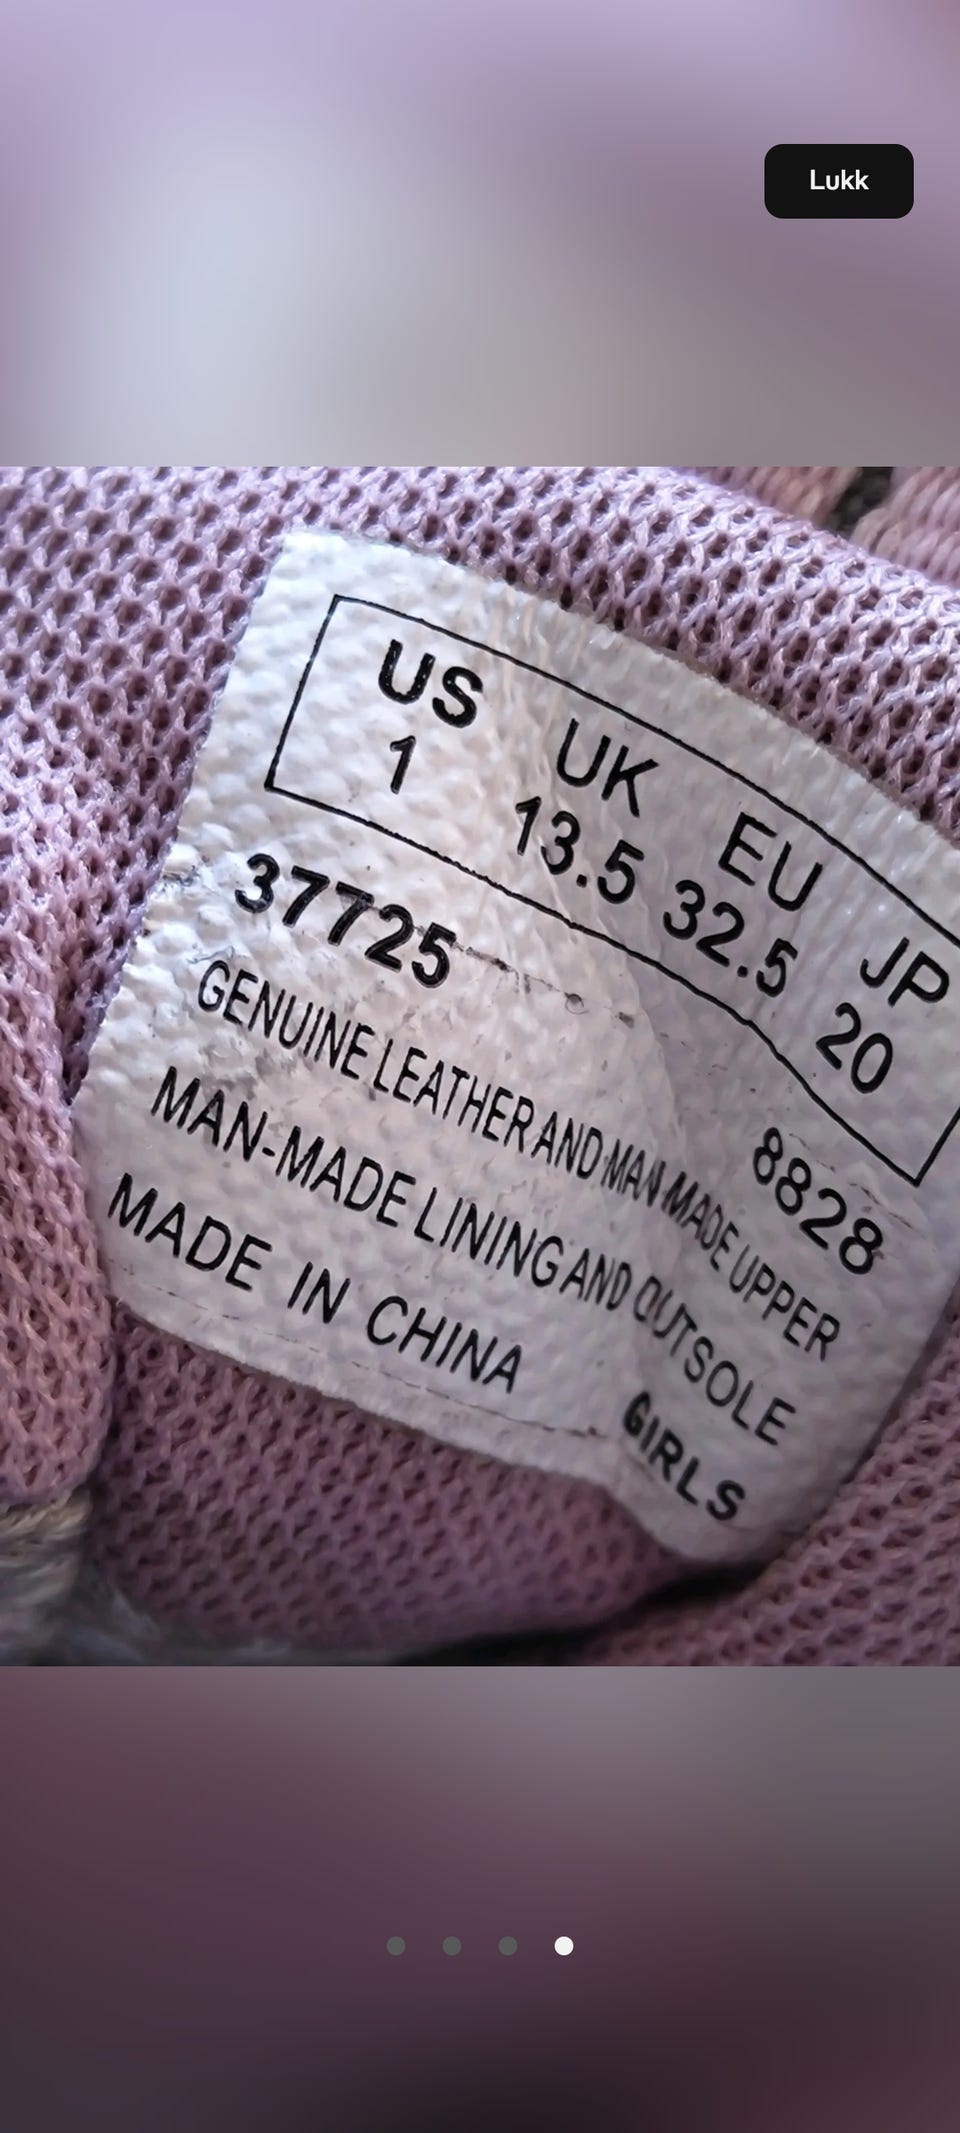 Lukk
US UK EU JP
1 13.5 32.5 20
37725 8828
GENUINE LEATHER AND MAN-MADE UPPER
MAN-MADE LINING AND OUTSOLE
MADE IN CHINA
GIRLS